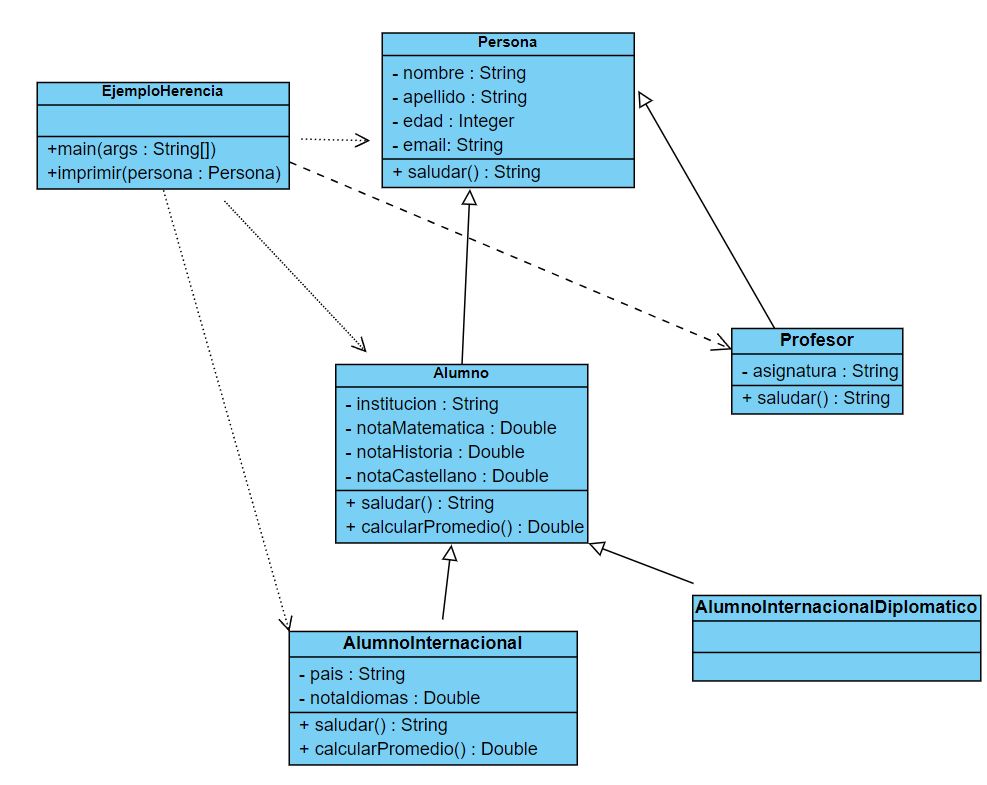 Persona
- nombre : String
- apellido : String
- edad : Integer
- email: String
+ saludar() : String
EjemploHerencia
+main(args : String[])
+imprimir(persona : Persona)
Profesor
- asignatura : String
+ saludar() : String
Alumno
- institucion : String
- notaMatematica : Double
- notaHistoria : Double
- notaCastellano : Double
+ saludar() : String
+ calcularPromedio() : Double
AlumnoInternacionalDiplomatico
AlumnoInternacional
- pais : String
- notaIdiomas : Double
+ saludar() : String
+ calcularPromedio() : Double